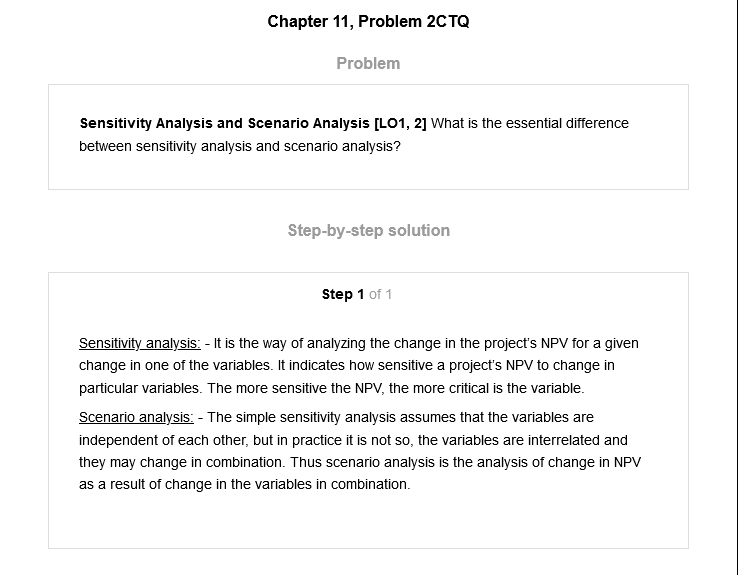 Chapter 11, Problem 2CTQ
Problem
Sensitivity Analysis and Scenario Analysis [LO1, 2] What is the essential difference
between sensitivity analysis and scenario analysis?
Step-by-step solution
Step 1 of 1
Sensitivity analysis: - It is the way of analyzing the change in the project's NPV for a given
change in one of the variables. It indicates how sensitive a project's NPV to change in
particular variables. The more sensitive the NPV, the more critical is the variable.
Scenario analysis: - The simple sensitivity analysis assumes that the variables are
independent of each other, but in practice it is not so, the variables are interrelated and
they may change in combination. Thus scenario analysis is the analysis of change in NPV
as a result of change in the variables in combination.